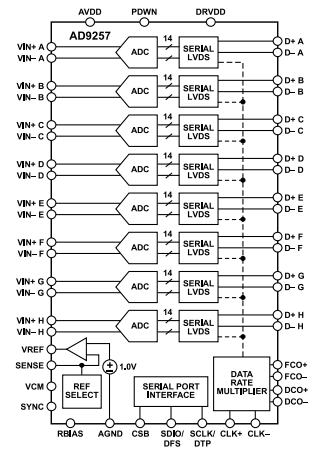 AVDD PDWN DRVDD
AD9257
VIN+ A
VIN– A
ADC
14
SERIAL
LVDS
D+ A
D– A
VIN+ B
VIN– B
ADC
14
SERIAL
LVDS
D+ B
D– B
VIN+ C
VIN– C
ADC
14
SERIAL
LVDS
D+ C
D– C
VIN+ D
VIN– D
ADC
14
SERIAL
LVDS
D+ D
D– D
VIN+ E
VIN– E
ADC
14
SERIAL
LVDS
D+ E
D– E
VIN+ F
VIN– F
ADC
14
SERIAL
LVDS
D+ F
D– F
VIN+ G
VIN– G
ADC
14
SERIAL
LVDS
D+ G
D– G
VIN+ H
VIN– H
ADC
14
SERIAL
LVDS
D+ H
D– H
VREF
SENSE
VCM
SYNC
1.0V
REF
SELECT
SERIAL PORT
INTERFACE
DATA
RATE
MULTIPLIER
FCO+
FCO–
DCO+
DCO–
RBIAS
AGND
CSB
SDIO/
DFS
SCLK/
DTP
CLK+
CLK–